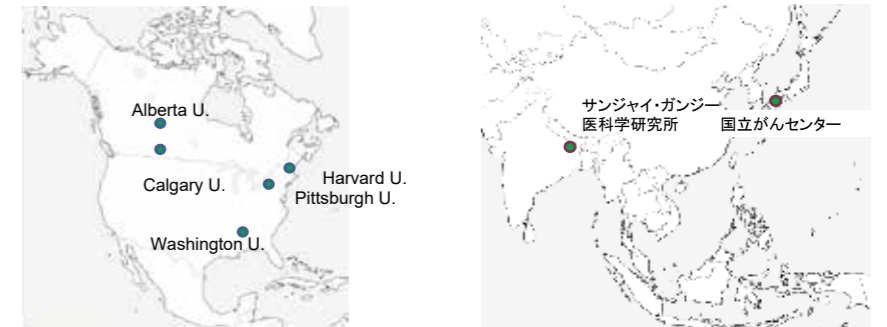 Alberta U.
Calgary U.
Harvard U.
Pittsburgh U.
Washington U.
サンジャイ・ガンジー
医科学研究所
国立がんセンター